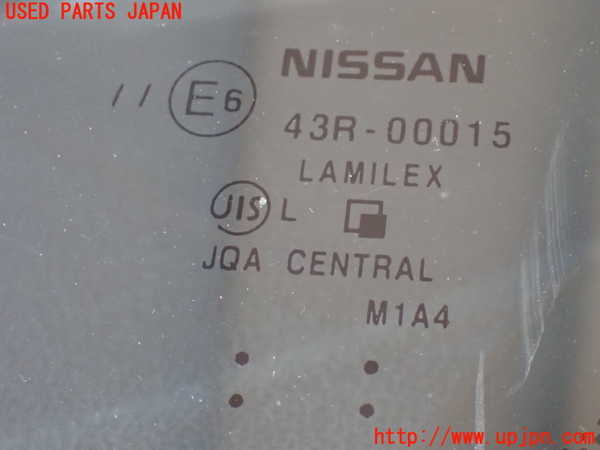 USED PARTS JAPAN
NISSAN
// E6 43R-00015
LAMILEX
JIS L
JQA CENTRAL
M1A4
http://www.upjpn.com